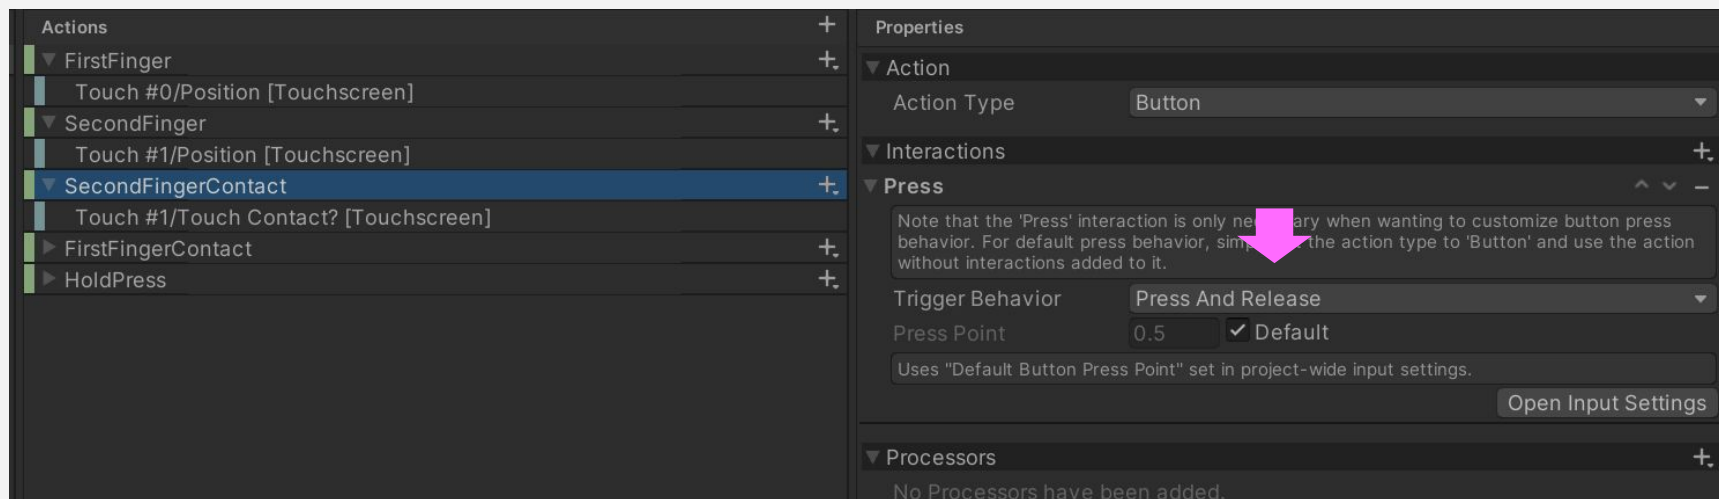 Actions
FirstFinger
Touch #0/Position [Touchscreen]
SecondFinger
Touch #1/Position [Touchscreen]
SecondFingerContact
Touch #1/Touch Contact? [Touchscreen]
FirstFingerContact
HoldPress
Properties
Action
Action Type Button
Interactions
Press
Note that the 'Press' interaction is only when wanting to customize button press
behavior. For default press behavior, the action type to 'Button' and use the action
without interactions added to it.
Trigger Behavior Press And Release
Press Point 0.5 Default
Uses "Default Button Press Point" set in project-wide input settings.
Open Input Settings
Processors
No Processors have been added.